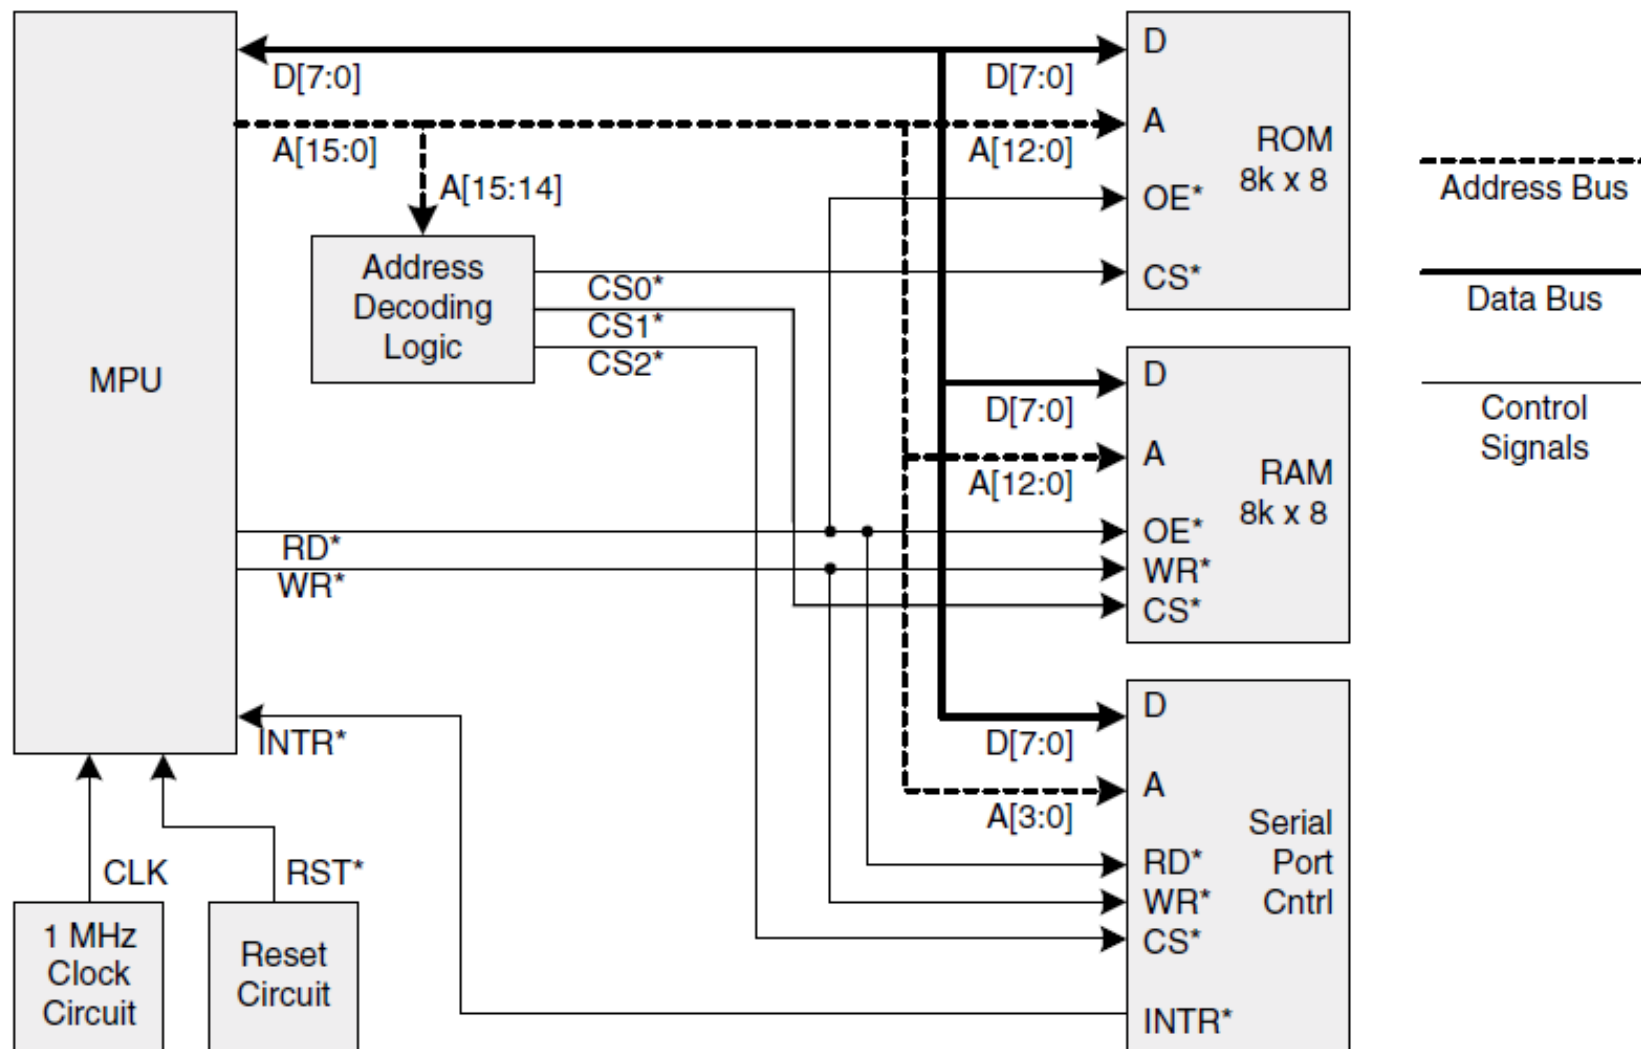 MPU
D[7:0]
A[15:0]
A[15:14]
Address
Decoding
Logic
CS0*
CS1*
CS2*
RD*
WR*
INTR*
CLK
RST*
1 MHz
Clock
Circuit
Reset
Circuit
D[7:0]
A[12:0]
D
A
OE*
CS*
ROM
8k x 8
D[7:0]
A[12:0]
D
A
OE*
WR*
CS*
RAM
8k x 8
D[7:0]
A[3:0]
D
A
RD*
WR*
CS*
INTR*
Serial
Port
Cntrl
Address Bus
Data Bus
Control
Signals